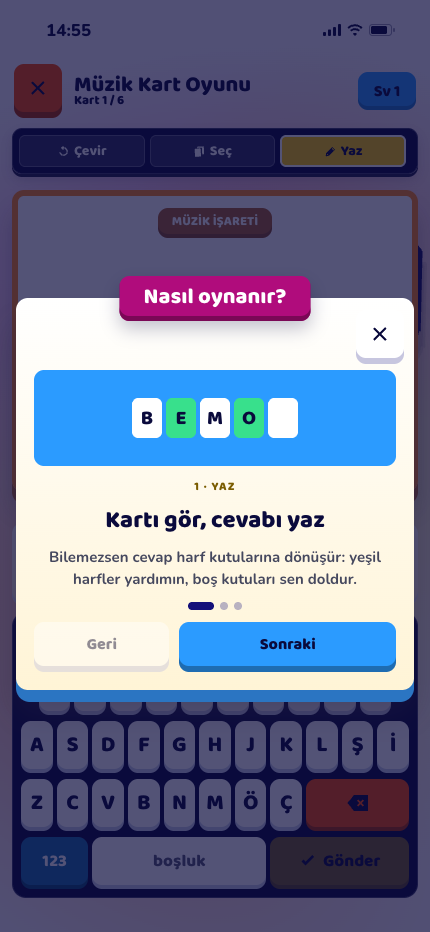 14:55
Müzik Kart Oyunu
Kart 1 / 6
Sv 1
Çevir
Seç
Yaz
MÜZİK İŞARETİ
Nasıl oynanır?
B E M O
1 · YAZ
Kartı gör, cevabı yaz
Bilemezsen cevap harf kutularına dönüşür: yeşil
harfler yardımın, boş kutuları sen doldur.
Geri
Sonraki
A S D F G H J K L Ş İ
Z C V B N M Ö Ç
123
boşluk
Gönder